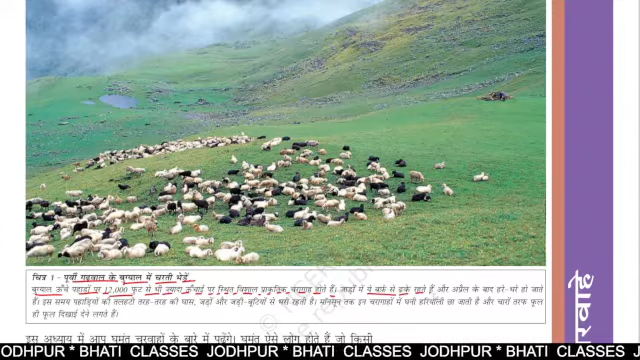 चित्र 1 - पूर्वी गढ़वाल के बुग्याल में चरती भेड़ें
बुग्याल ऊँचे पहाड़ों पर 12,000 फुट से भी ज़्यादा ऊँचाई पर स्थित विशाल प्राकृतिक चरागाह होते हैं। जाड़ों में ये बर्फ़ से ढके रहते हैं और अप्रैल के बाद हरे-भरे हो जाते
हैं। इस समय पहाड़ियों की तलहटी तरह-तरह की घास, जड़ों और जड़ी-बूटियों से भरी रहती है। मॉनसून तक इन चरागाहों में घनी हरियाली छा जाती है और चारों तरफ़ फूल
ही फूल दिखाई देने लगते हैं।
इस अध्याय में आप घुमंतू चरवाहों के बारे में पढ़ेंगे। घुमंतू ऐसे लोग होते हैं जो किसी
JODHPUR * BHATI CLASSES JODHPUR * BHATI CLASSES JODHPUR * BHATI CLASSES